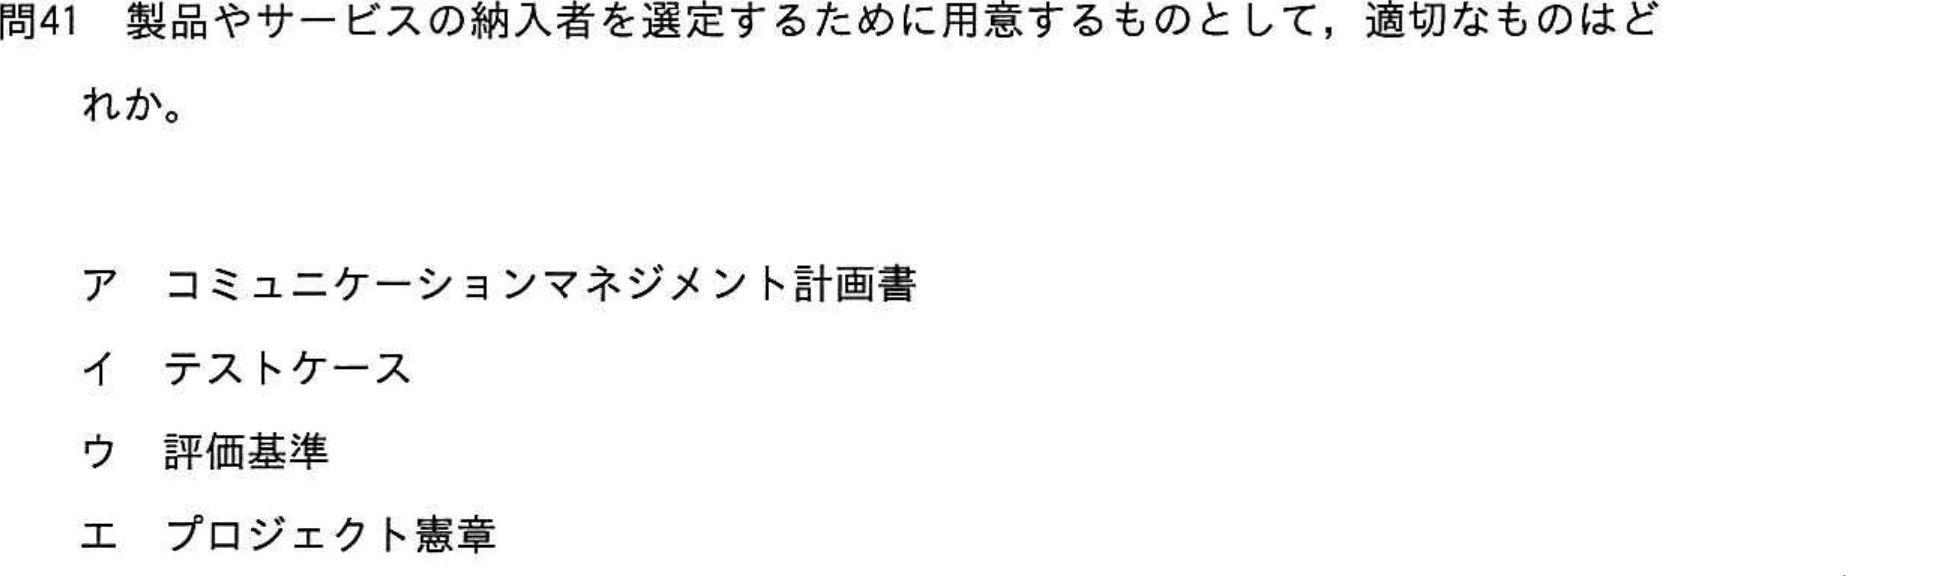 問41　製品やサービスの納入者を選定するために用意するものとして，適切なものはど
れか。
ア　コミュニケーションマネジメント計画書
イ　テストケース
ウ　評価基準
エ　プロジェクト憲章